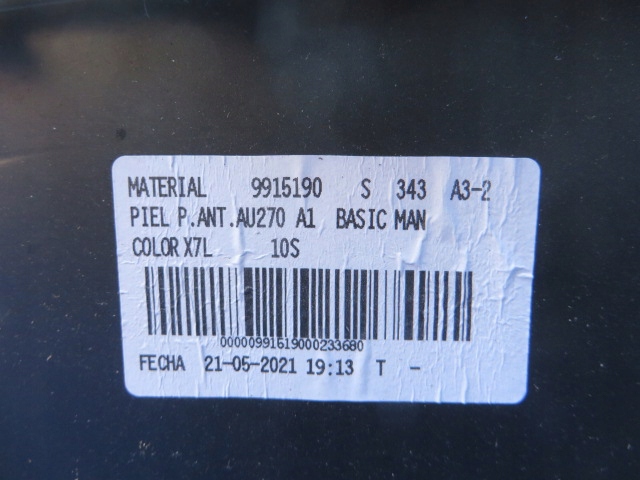 MATERIAL 9915190 S 343 A3-2
PIEL P.ANT.AU270 A1 BASIC MAN
COLOR X7L 10S
00000991519000233680
FECHA 21-05-2021 19:13 T -